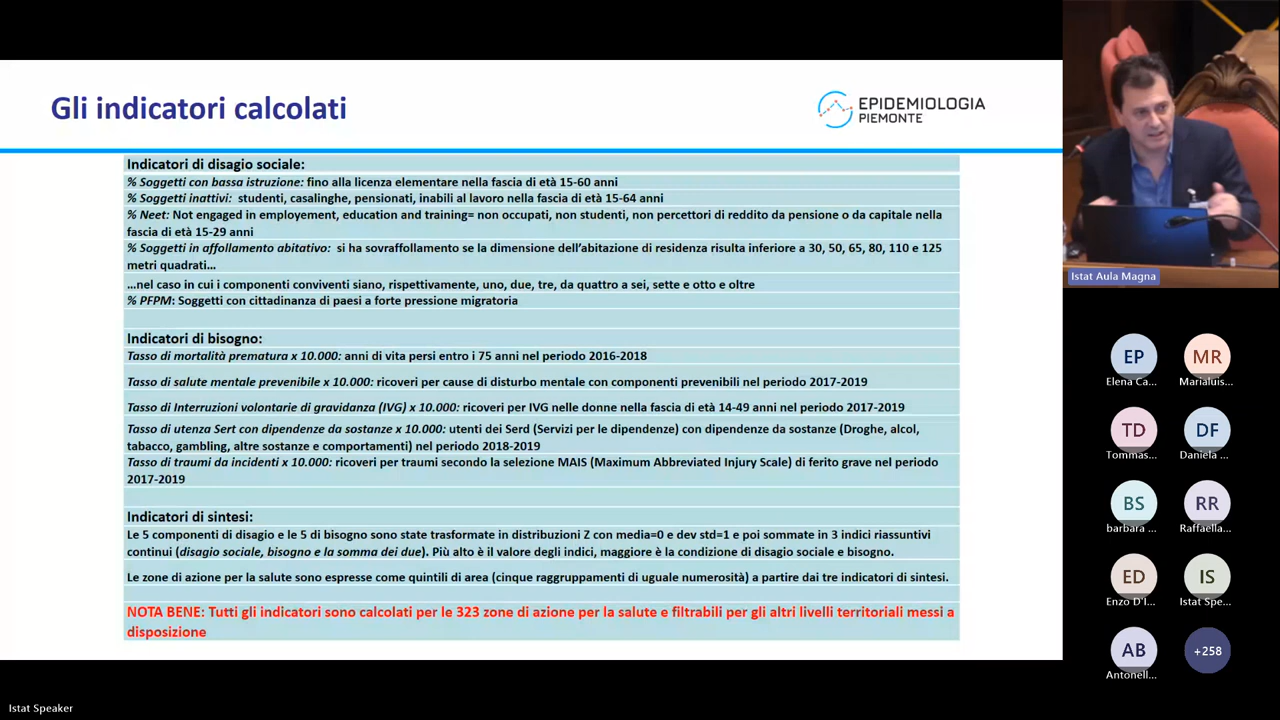 Gli indicatori calcolati
EPIDEMIOLOGIA
PIEMONTE
Indicatori di disagio sociale:
% Soggetti con bassa istruzione: fino alla licenza elementare nella fascia di età 15-60 anni
% Soggetti inattivi: studenti, casalinghe, pensionati, inabili al lavoro nella fascia di età 15-64 anni
% Neet: Not engaged in employement, education and training= non occupati, non studenti, non percettori di reddito da pensione o da capitale nella
fascia di età 15-29 anni
% Soggetti in affollamento abitativo: si ha sovraffollamento se la dimensione dell'abitazione di residenza risulta inferiore a 30, 50, 65, 80, 110 e 125
metri quadrati…
…nel caso in cui i componenti conviventi siano, rispettivamente, uno, due, tre, da quattro a sei, sette e otto e oltre
% PFPM: Soggetti con cittadinanza di paesi a forte pressione migratoria
Indicatori di bisogno:
Tasso di mortalità prematura x 10.000: anni di vita persi entro i 75 anni nel periodo 2016-2018
Tasso di salute mentale prevenibile x 10.000: ricoveri per cause di disturbo mentale con componenti prevenibili nel periodo 2017-2019
Tasso di Interruzioni volontarie di gravidanza (IVG) x 10.000: ricoveri per IVG nelle donne nella fascia di età 14-49 anni nel periodo 2017-2019
Tasso di utenza Sert con dipendenze da sostanze x 10.000: utenti dei Serd (Servizi per le dipendenze) con dipendenze da sostanze (Droghe, alcol,
tabacco, gambling, altre sostanze e comportamenti) nel periodo 2018-2019
Tasso di traumi da incidenti x 10.000: ricoveri per traumi secondo la selezione MAIS (Maximum Abbreviated Injury Scale) di ferito grave nel periodo
2017-2019
Indicatori di sintesi:
Le 5 componenti di disagio e le 5 di bisogno sono state trasformate in distribuzioni Z con media=0 e dev std=1 e poi sommate in 3 indici riassuntivi
continui (disagio sociale, bisogno e la somma dei due). Più alto è il valore degli indici, maggiore è la condizione di disagio sociale e bisogno.
Le zone di azione per la salute sono espresse come quintili di area (cinque raggruppamenti di uguale numerosità) a partire dai tre indicatori di sintesi.
NOTA BENE: Tutti gli indicatori sono calcolati per le 323 zone di azione per la salute e filtrabili per gli altri livelli territoriali messi a
disposizione
Istat Aula Magna
EP MR
Elena Ca... Marialuis...
TD DF
Tommas... Daniela ...
BS RR
barbara ... Raffaella...
ED IS
Enzo D'I... Istat Spe...
AB +258
Antonell...
Istat Speaker